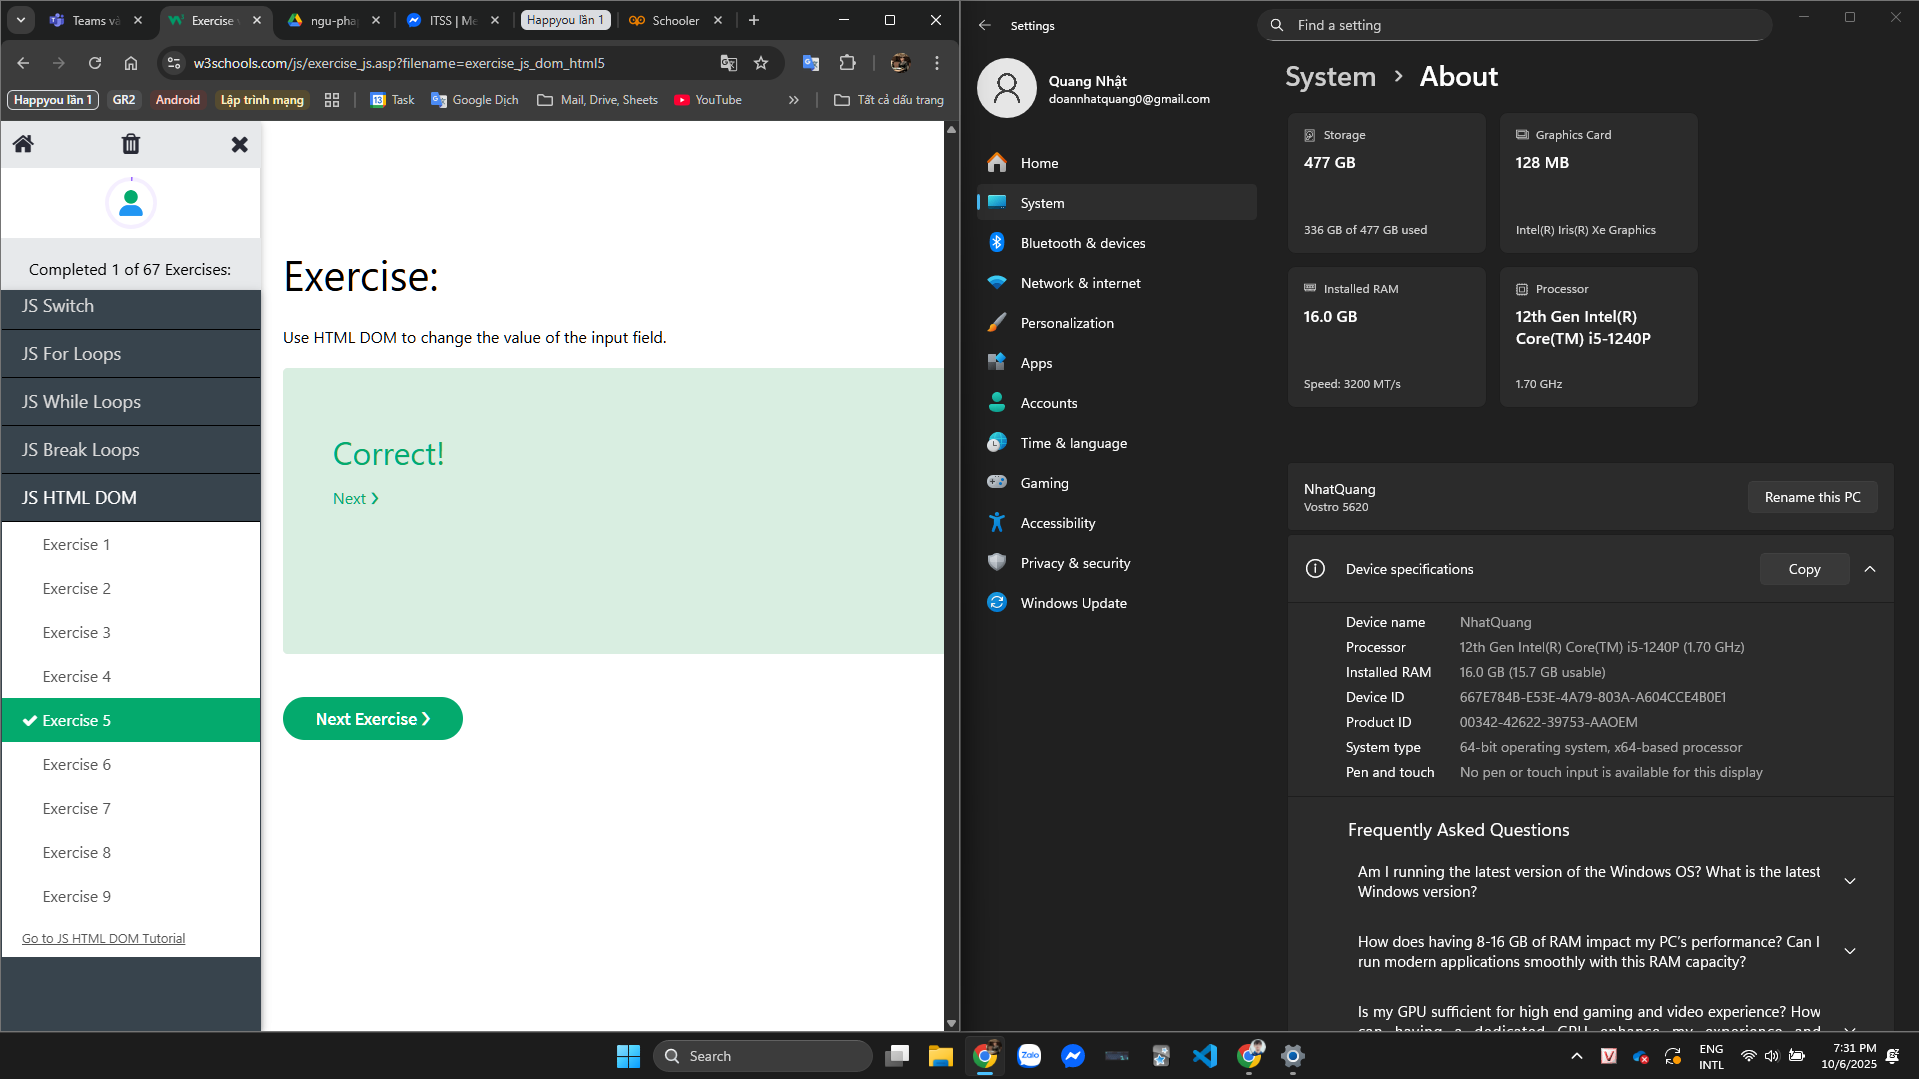 Teams và
Exercise v
ngu-phap
ITSS | Me
Happyou lần 1
Schooler
w3schools.com/js/exercise_js.asp?filename=exercise_js_dom_html5
Happyou lần 1
GR2
Android
Lập trình mạng
Task
Google Dịch
Mail, Drive, Sheets
YouTube
Tất cả dấu trang
Completed 1 of 67 Exercises:
JS Switch
JS For Loops
JS While Loops
JS Break Loops
JS HTML DOM
Exercise 1
Exercise 2
Exercise 3
Exercise 4
Exercise 5
Exercise 6
Exercise 7
Exercise 8
Exercise 9
Go to JS HTML DOM Tutorial
Exercise:
Use HTML DOM to change the value of the input field.
Correct!
Next ❯
Next Exercise ❯
Settings
Find a setting
Quang Nhật
doannhatquang0@gmail.com
Home
System
Bluetooth & devices
Network & internet
Personalization
Apps
Accounts
Time & language
Gaming
Accessibility
Privacy & security
Windows Update
System › About
Storage
477 GB
336 GB of 477 GB used
Graphics Card
128 MB
Intel(R) Iris(R) Xe Graphics
Installed RAM
16.0 GB
Speed: 3200 MT/s
Processor
12th Gen Intel(R)
Core(TM) i5-1240P
1.70 GHz
NhatQuang
Vostro 5620
Rename this PC
Device specifications
Copy
Device name NhatQuang
Processor 12th Gen Intel(R) Core(TM) i5-1240P (1.70 GHz)
Installed RAM 16.0 GB (15.7 GB usable)
Device ID 667E784B-E53E-4A79-803A-A604CCE4B0E1
Product ID 00342-42622-39753-AAOEM
System type 64-bit operating system, x64-based processor
Pen and touch No pen or touch input is available for this display
Frequently Asked Questions
Am I running the latest version of the Windows OS? What is the latest
Windows version?
How does having 8-16 GB of RAM impact my PC's performance? Can I
run modern applications smoothly with this RAM capacity?
Is my GPU sufficient for high end gaming and video experience? How
can having a dedicated GPU enhance my experience and
Search
Zalo
ENG
INTL
7:31 PM
10/6/2025